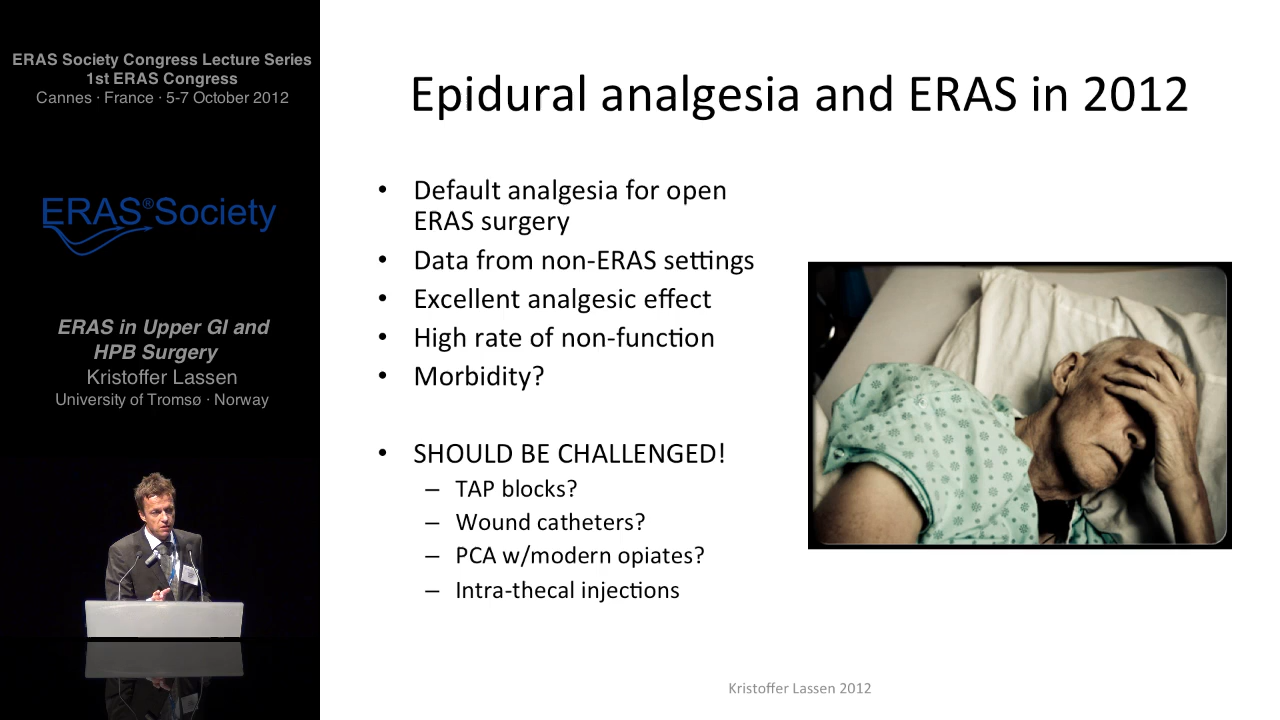 ERAS Society Congress Lecture Series
1st ERAS Congress
Cannes · France · 5-7 October 2012
ERAS®Society
ERAS in Upper GI and
HPB Surgery
Kristoffer Lassen
University of Tromsø · Norway
Epidural analgesia and ERAS in 2012
• Default analgesia for open
ERAS surgery
• Data from non-ERAS settings
• Excellent analgesic effect
• High rate of non-function
• Morbidity?
• SHOULD BE CHALLENGED!
– TAP blocks?
– Wound catheters?
– PCA w/modern opiates?
– Intra-thecal injections
Kristoffer Lassen 2012